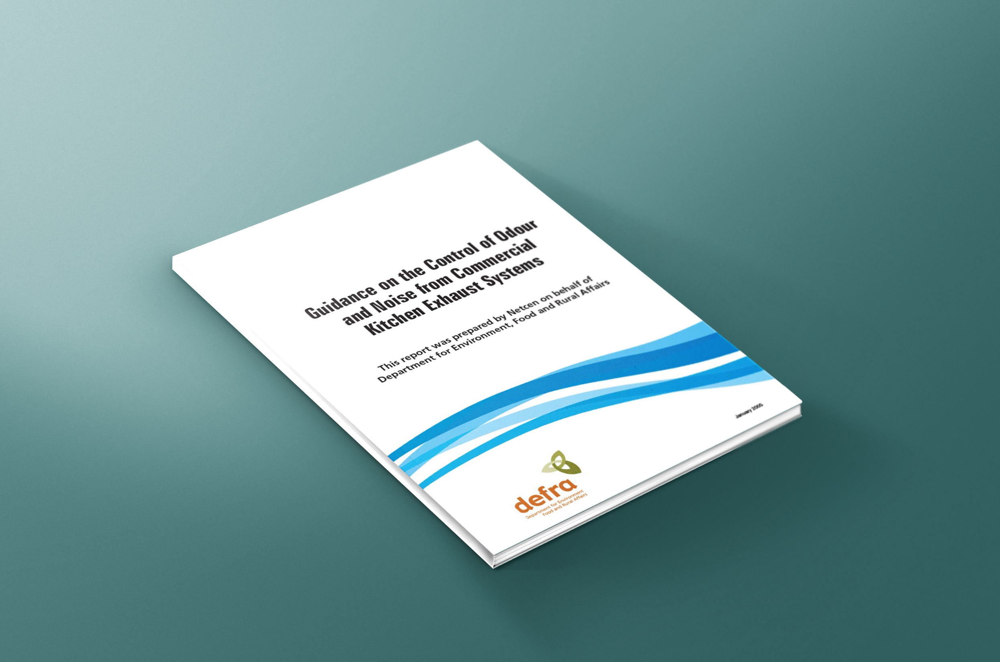 Guidance on the Control of Odour
and Noise from Commercial
Kitchen Exhaust Systems
This report was prepared by Netcen on behalf of
Department for Environment, Food and Rural Affairs
January 2005
defra
Department for Environment
Food and Rural Affairs